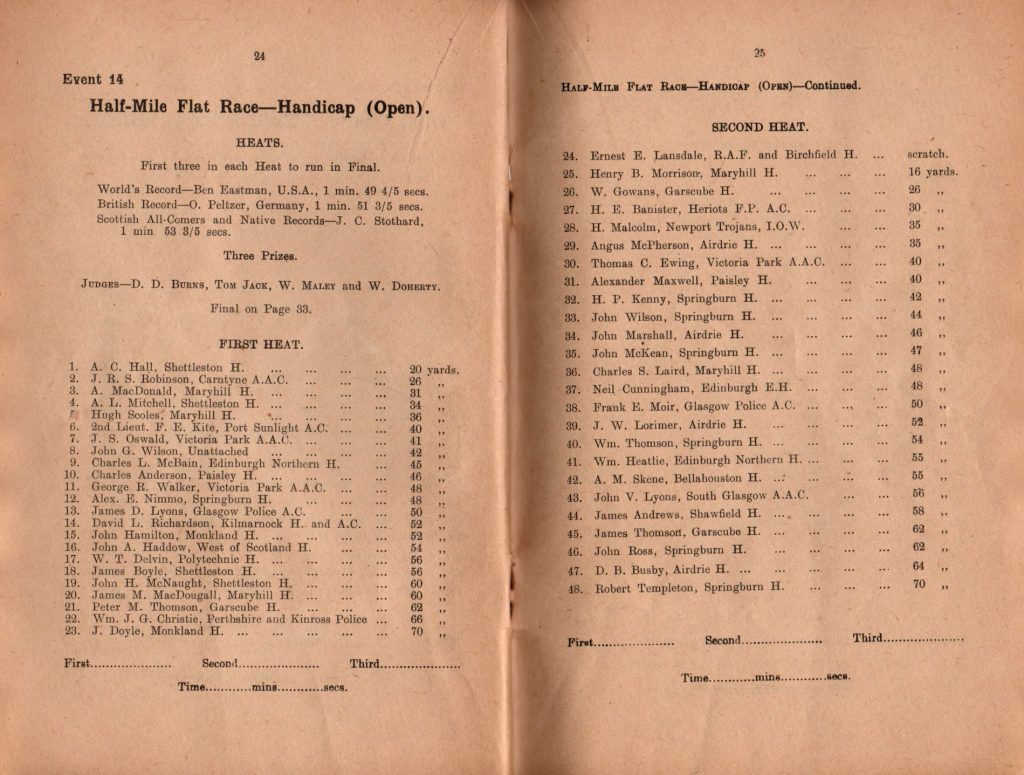 24
Event 14
Half-Mile Flat Race—Handicap (Open).
HEATS.
First three in each Heat to run in Final.
World's Record—Ben Eastman, U.S.A., 1 min. 49 4/5 secs.
British Record—O. Peltzer, Germany, 1 min. 51 3/5 secs.
Scottish All-Comers and Native Records—J. C. Stothard,
1 min. 53 3/5 secs.
Three Prizes.
Judges—D. D. Burns, Tom Jack, W. Maley and W. Doherty.
Final on Page 33.
FIRST HEAT.
1. A. C. Hall, Shettleston H. ... ... ... ... 20 yards.
2. J. R. S. Robinson, Carntyne A.A.C. ... ... ... 26 ,,
3. A. MacDonald, Maryhill H. ... ... ... ... 31 ,,
4. A. L. Mitchell, Shettleston H. ... ... ... ... 34 ,,
5 Hugh Scoles, Maryhill H. ... ... ... ... 36 ,,
6. 2nd Lieut. F. E. Kite, Port Sunlight A.C. ... ... 40 ,,
7. J. S. Oswald, Victoria Park A.A.C. ... ... ... 41 ,,
8. John G. Wilson, Unattached ... ... ... ... 42 ,,
9. Charles L. McBain, Edinburgh Northern H. ... ... 45 ,,
10. Charles Anderson, Paisley H. ... ... ... ... 46 ,,
11. George R. Walker, Victoria Park A.A.C. ... ... 48 ,,
12. Alex. E. Nimmo, Springburn H. ... ... ... 48 ,,
13. James D. Lyons, Glasgow Police A.C. ... ... 50 ,,
14. David L. Richardson, Kilmarnock H. and A.C. ... 52 ,,
15. John Hamilton, Monkland H. ... ... ... ... 52 ,,
16. John A. Haddow, West of Scotland H. ... ... 54 ,,
17. W. T. Delvin, Polytechnic H. ... ... ... ... 56 ,,
18. James Boyle, Shettleston H. ... ... ... ... 56 ,,
19. John H. McNaught, Shettleston H. ... ... ... 60 ,,
20. James M. MacDougall, Maryhill H. ... ... ... 60 ,,
21. Peter M. Thomson, Garscube H. ... ... ... 62 ,,
22. Wm. J. G. Christie, Perthshire and Kinross Police ... 66 ,,
23. J. Doyle, Monkland H. ... ... ... ... ... 70 ,,
First..................... Second..................... Third.....................
Time............mins............secs.
25
Half-Mile Flat Race—Handicap (Open)—Continued.
SECOND HEAT.
24. Ernest E. Lansdale, R.A.F. and Birchfield H. ... scratch.
25. Henry B. Morrison, Maryhill H. ... ... ... 16 yards.
26. W. Gowans, Garscube H. ... ... ... 26 ,,
27. H. E. Banister, Heriots F.P. A.C. ... ... ... 30 ,,
28. H. Malcolm, Newport Trojans, I.O.W. ... ... 35 ,,
29. Angus McPherson, Airdrie H. ... ... ... ... 35 ,,
30. Thomas C. Ewing, Victoria Park A.A.C. ... ... 40 ,,
31. Alexander Maxwell, Paisley H. ... ... ... 40 ,,
32. H. P. Kenny, Springburn H. ... ... ... ... 42 ,,
33. John Wilson, Springburn H. ... ... ... ... 44 ,,
34. John Marshall, Airdrie H. ... ... ... ... 46 ,,
35. John McKean, Springburn H. ... ... ... ... 47 ,,
36. Charles S. Laird, Maryhill H. ... ... ... ... 48 ,,
37. Neil Cunningham, Edinburgh E.H. ... ... ... 48 ,,
38. Frank E. Moir, Glasgow Police A.C. ... ... ... 50 ,,
39. J. W. Lorimer, Airdrie H. ... ... ... ... 52 ,,
40. Wm. Thomson, Springburn H. ... ... ... ... 54 ,,
41. Wm. Heatlie, Edinburgh Northern H. ... ... ... 55 ,,
42. A. M. Skene, Bellahouston H. ... ... ... ... 55 ,,
43. John V. Lyons, South Glasgow A.A.C. ... ... 56 ,,
44. James Andrews, Shawfield H. ... ... ... ... 58 ,,
45. James Thomson, Garscube H. ... ... ... ... 62 ,,
46. John Ross, Springburn H. ... ... ... ... 62 ,,
47. D. B. Busby, Airdrie H. ... ... ... ... ... 64 ,,
48. Robert Templeton, Springburn H. ... ... ... 70 ,,
First..................... Second..................... Third.....................
Time............mins............secs.